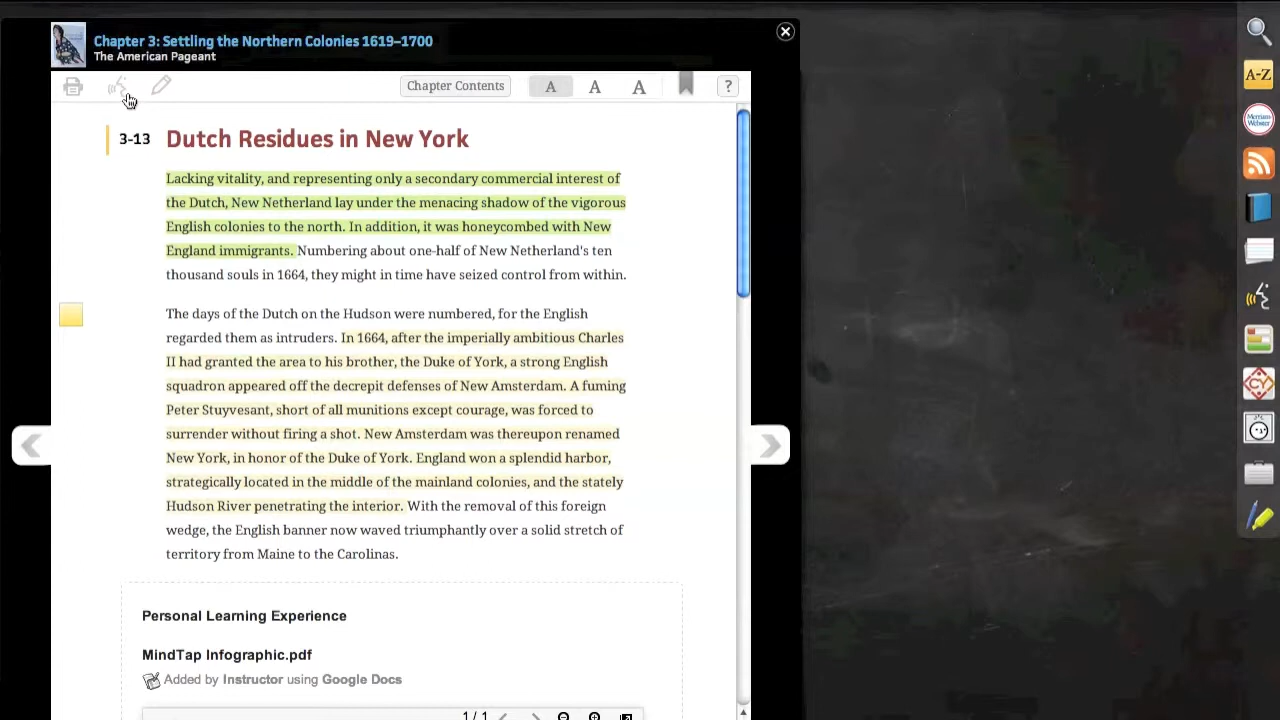 Chapter 3: Settling the Northern Colonies 1619–1700
The American Pageant
Chapter Contents
A
A
A
?
A-Z
Merriam-Webster
3-13 Dutch Residues in New York
Lacking vitality, and representing only a secondary commercial interest of
the Dutch, New Netherland lay under the menacing shadow of the vigorous
English colonies to the north. In addition, it was honeycombed with New
England immigrants. Numbering about one-half of New Netherland's ten
thousand souls in 1664, they might in time have seized control from within.
The days of the Dutch on the Hudson were numbered, for the English
regarded them as intruders. In 1664, after the imperially ambitious Charles
II had granted the area to his brother, the Duke of York, a strong English
squadron appeared off the decrepit defenses of New Amsterdam. A fuming
Peter Stuyvesant, short of all munitions except courage, was forced to
surrender without firing a shot. New Amsterdam was thereupon renamed
New York, in honor of the Duke of York. England won a splendid harbor,
strategically located in the middle of the mainland colonies, and the stately
Hudson River penetrating the interior. With the removal of this foreign
wedge, the English banner now waved triumphantly over a solid stretch of
territory from Maine to the Carolinas.
CY
Personal Learning Experience
MindTap Infographic.pdf
Added by Instructor using Google Docs
1 / 1